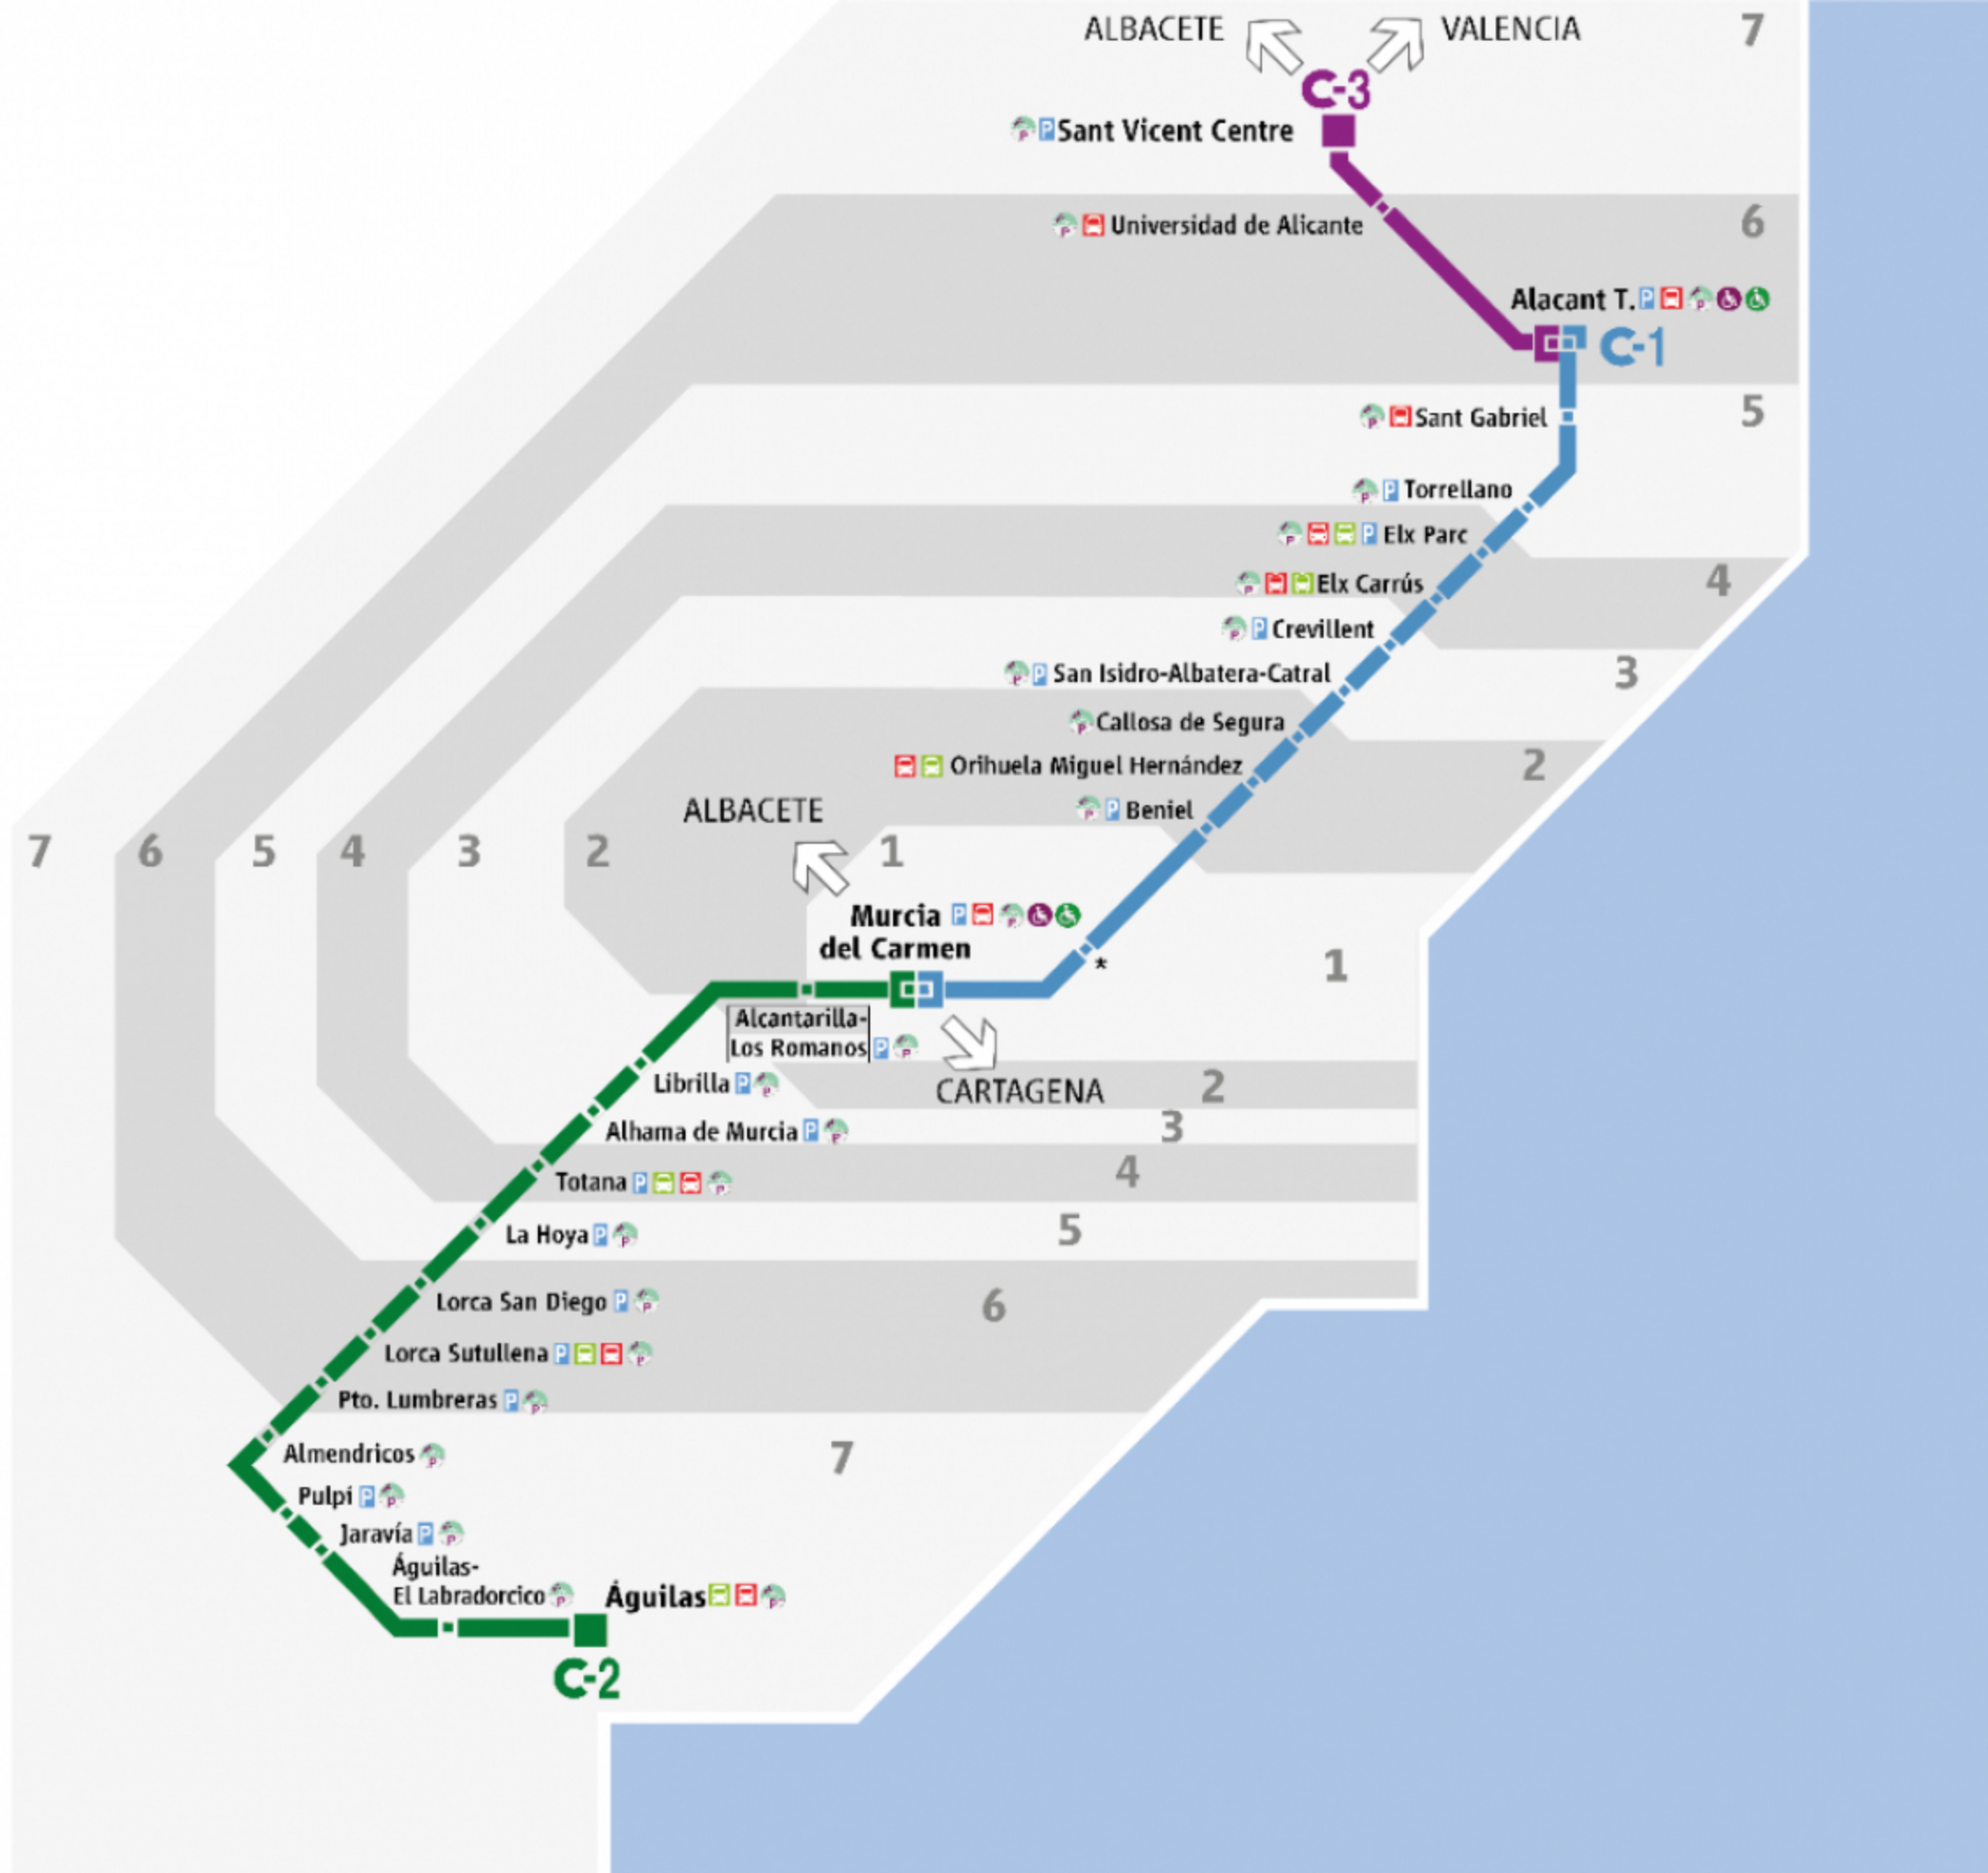 ALBACETE
VALENCIA
7
C-3
P Sant Vicent Centre
Universidad de Alicante
6
Alacant T. P
C-1
Sant Gabriel
5
P Torrellano
P Elx Parc
Elx Carrús
4
P Crevillent
P San Isidro-Albatera-Catral
3
Callosa de Segura
Orihuela Miguel Hernández
2
P Beniel
ALBACETE
7
6
5
4
3
2
1
Murcia P
del Carmen
*
1
Alcantarilla-
Los Romanos P
Librilla P
CARTAGENA
2
Alhama de Murcia P
3
Totana P
4
La Hoya P
5
Lorca San Diego P
6
Lorca Sutullena P
Pto. Lumbreras P
Almendricos
7
Pulpí P
Jaravía P
Águilas-
El Labradorcico
Águilas
C-2